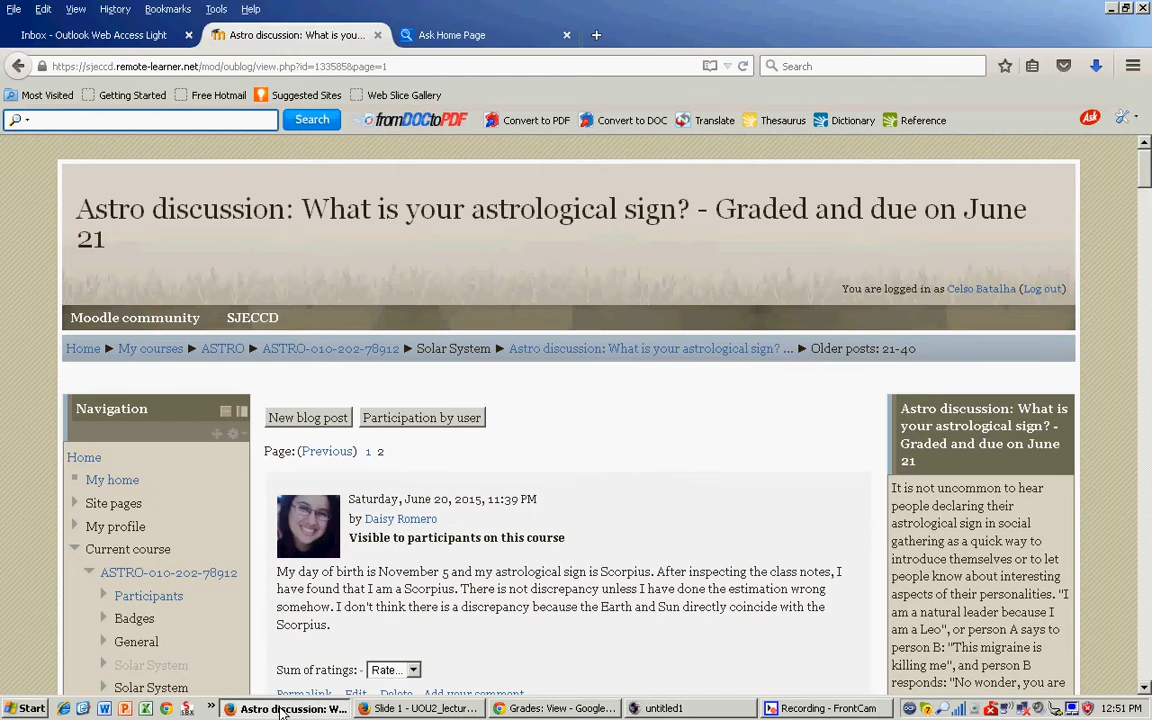 File Edit View History Bookmarks Tools Help
Inbox - Outlook Web Access Light Astro discussion: What is you... Ask Home Page
https://sjeccd.remote-learner.net/mod/oublog/view.php?id=133585&page=1 Search
Most Visited Getting Started Free Hotmail Suggested Sites Web Slice Gallery
Search fromDOCtoPDF Convert to PDF Convert to DOC Translate Thesaurus Dictionary Reference Ask
Astro discussion: What is your astrological sign? - Graded and due on June
21
You are logged in as Celso Batalha (Log out)
Moodle community SJECCD
Home ► My courses ► ASTRO ► ASTRO-010-202-78912 ► Solar System ► Astro discussion: What is your astrological sign? ... ► Older posts: 21-40
Navigation
Home
My home
Site pages
My profile
Current course
ASTRO-010-202-78912
Participants
Badges
General
Solar System
Solar System
New blog post Participation by user
Page: (Previous) 1 2
Saturday, June 20, 2015, 11:39 PM
by Daisy Romero
Visible to participants on this course
My day of birth is November 5 and my astrological sign is Scorpius. After inspecting the class notes, I
have found that I am a Scorpius. There is not discrepancy unless I have done the estimation wrong
somehow. I don't think there is a discrepancy because the Earth and Sun directly coincide with the
Scorpius.
Sum of ratings: - Rate...
Permalink Edit Delete Add your comment
Astro discussion: What is
your astrological sign? -
Graded and due on June
21
It is not uncommon to hear
people declaring their
astrological sign in social
gathering as a quick way to
introduce themselves or to let
people know about interesting
aspects of their personalities. "I
am a natural leader because I
am a Leo", or person A says to
person B: "This migraine is
killing me", and person B
responds: "No wonder, you are
Start Astro discussion: W... Slide 1 - UOU2_lectur... Grades: View - Google... untitled1 Recording - FrontCam 12:51 PM